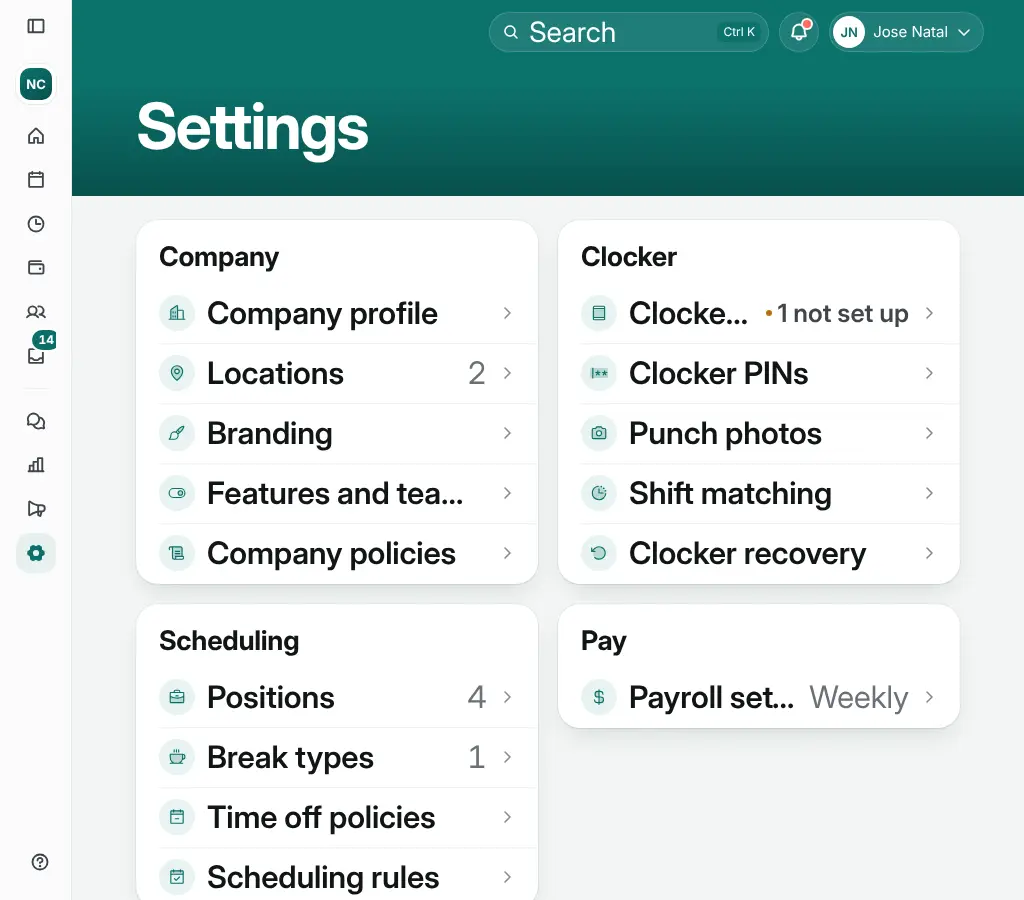 Search
Ctrl K
JN
Jose Natal
NC
Settings
Company
Company profile
Locations 2
Branding
Features and tea...
Company policies
Clocker
Clocke... 1 not set up
Clocker PINs
Punch photos
Shift matching
Clocker recovery
14
Scheduling
Positions 4
Break types 1
Time off policies
Scheduling rules
Pay
$ Payroll set... Weekly